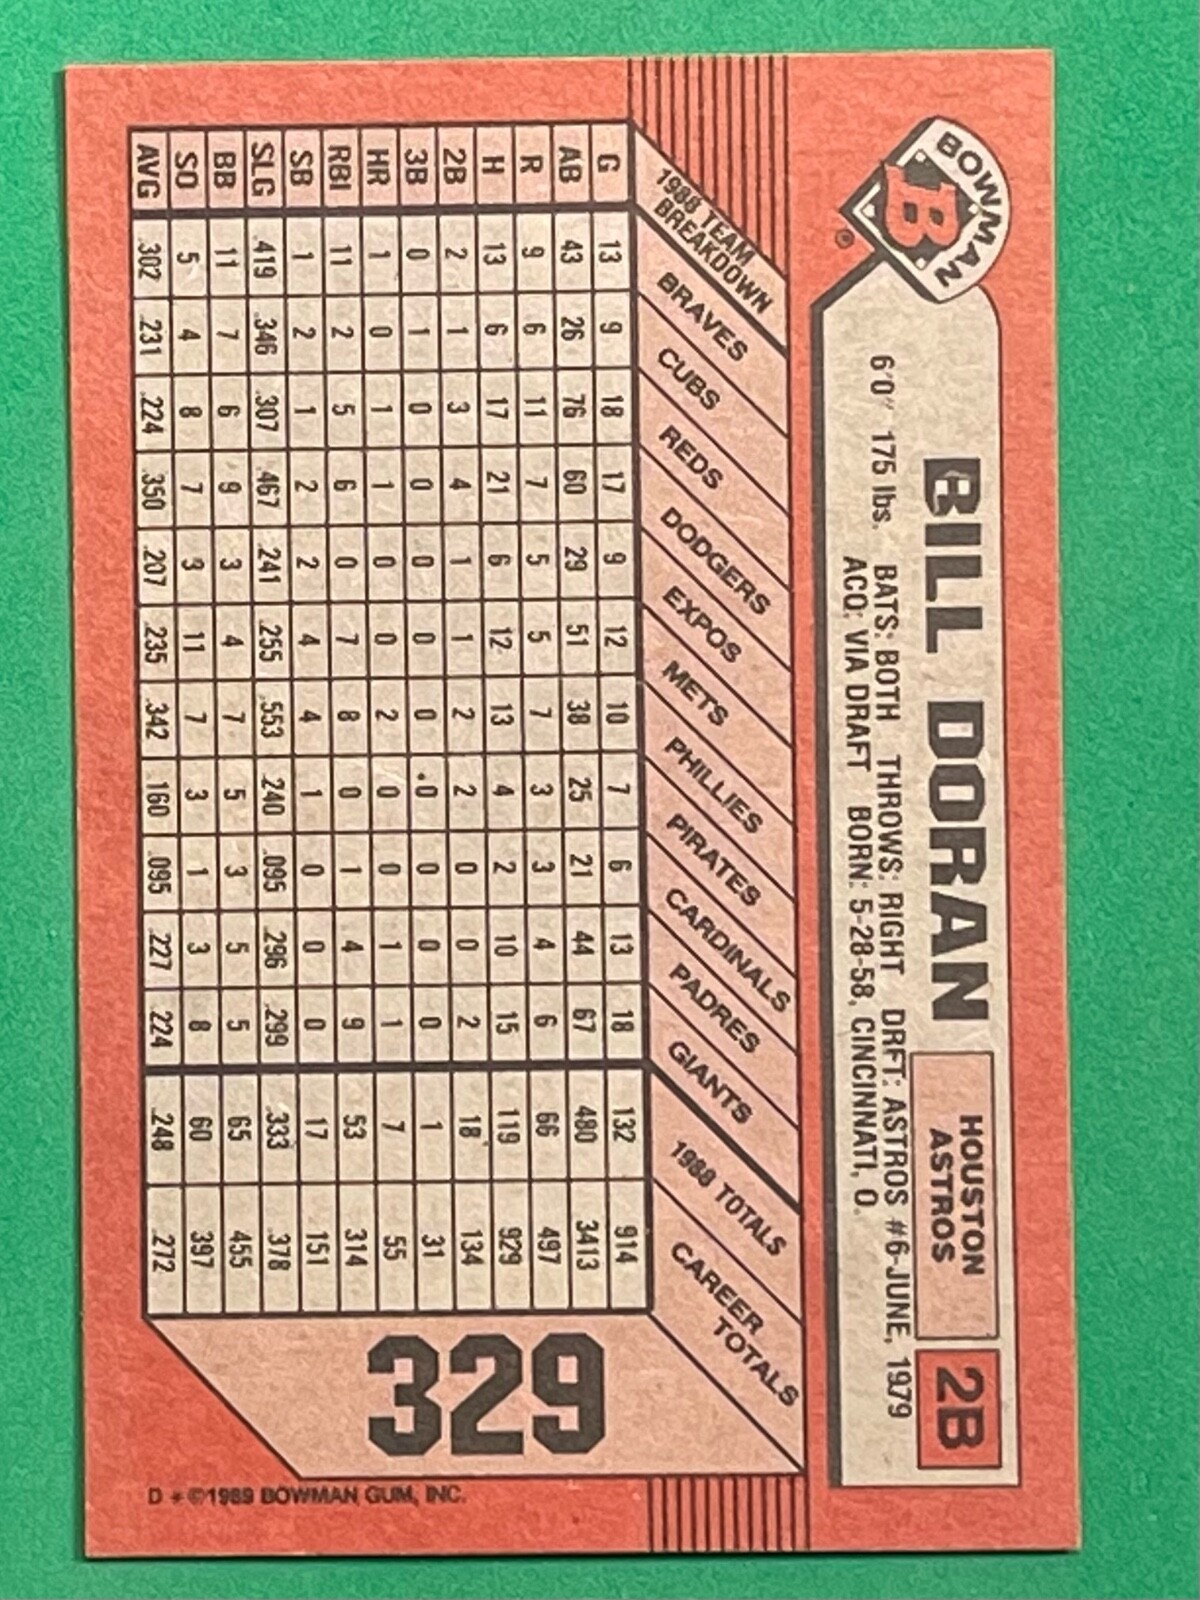 BOWMAN
B
®
BILL DORAN
HOUSTON
ASTROS
2B
6'0" 175 lbs. BATS: BOTH THROWS: RIGHT DRFT: ASTROS #6-JUNE, 1979
ACQ: VIA DRAFT BORN: 5-28-58, CINCINNATI, O.
1988 TEAM
BREAKDOWN
BRAVES
CUBS
REDS
DODGERS
EXPOS
METS
PHILLIES
PIRATES
CARDINALS
PADRES
GIANTS
1988 TOTALS
CAREER
TOTALS
G 13 9 18 17 9 12 10 7 6 13 18 132 914
AB 43 26 76 60 29 51 38 25 21 44 67 480 3413
R 9 6 11 7 5 5 7 3 3 4 6 66 497
H 13 6 17 21 6 12 13 4 2 10 15 119 929
2B 2 1 3 4 1 1 2 2 0 0 2 18 134
3B 0 1 0 0 0 0 0 0 0 0 0 1 31
HR 1 0 1 1 0 0 2 0 0 1 1 7 55
RBI 11 2 5 6 0 7 8 0 1 4 9 53 314
SB 1 2 1 2 2 4 4 1 0 0 0 17 151
SLG .419 .346 .307 .467 .241 .255 .553 .240 .095 .296 .299 .333 .378
BB 11 7 6 9 3 4 7 5 3 5 5 65 455
SO 5 4 8 7 3 11 7 3 1 3 8 60 397
AVG .302 .231 .224 .350 .207 .235 .342 .160 .095 .227 .224 .248 .272
329
D * ©1989 BOWMAN GUM, INC.